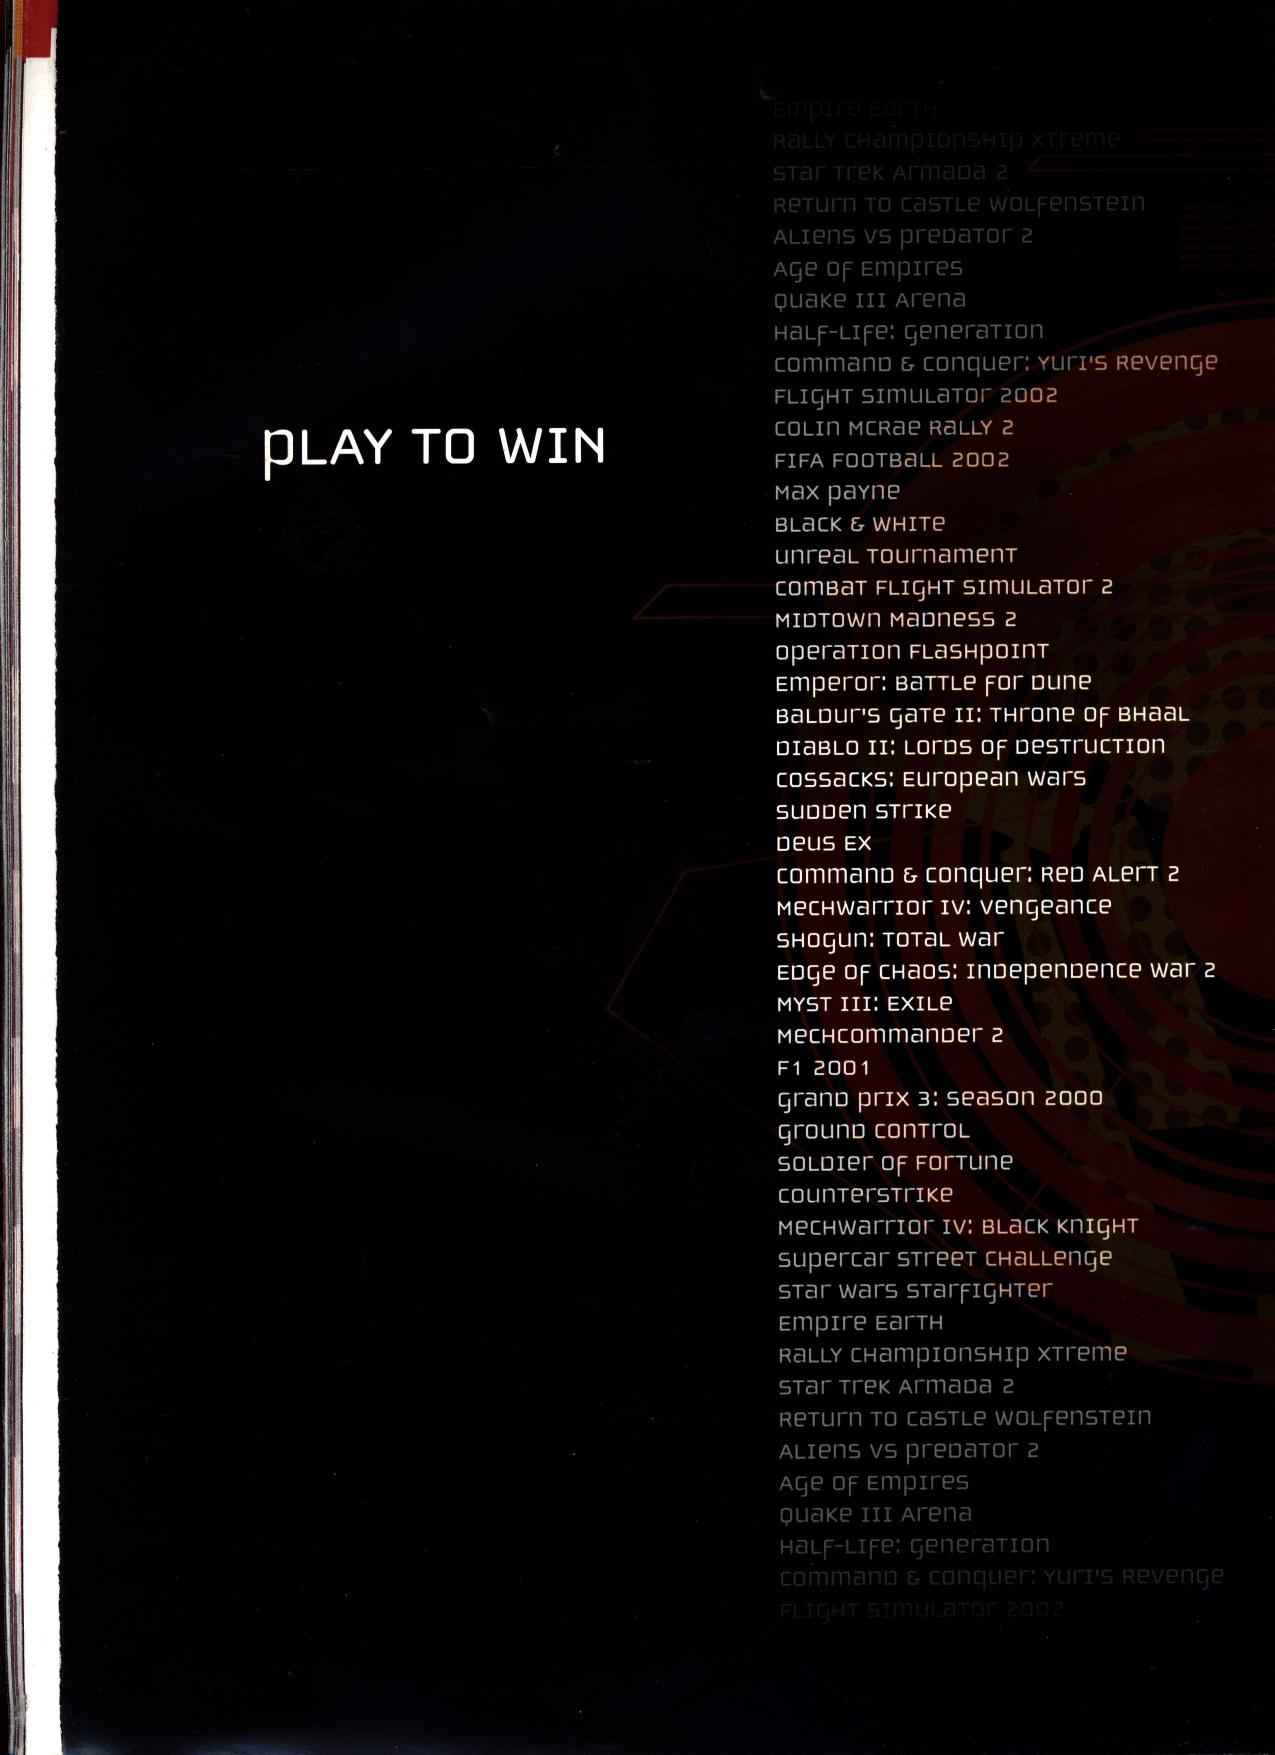 PLAY TO WIN
Empire Earth
Rally Championship Xtreme
Star Trek Armada 2
Return to Castle Wolfenstein
Aliens vs Predator 2
Age of Empires
Quake III Arena
Half-Life: Generation
Command & Conquer: Yuri's Revenge
Flight Simulator 2002
Colin McRae Rally 2
FIFA Football 2002
Max Payne
Black & White
Unreal Tournament
Combat Flight Simulator 2
Midtown Madness 2
Operation Flashpoint
Emperor: Battle for Dune
Baldur's Gate II: Throne of Bhaal
Diablo II: Lords of Destruction
Cossacks: European Wars
Sudden Strike
Deus Ex
Command & Conquer: Red Alert 2
Mechwarrior IV: Vengeance
Shogun: Total War
Edge of Chaos: Independence War 2
Myst III: Exile
Mechcommander 2
F1 2001
Grand Prix 3: Season 2000
Ground Control
Soldier of Fortune
Counterstrike
Mechwarrior IV: Black Knight
Supercar Street Challenge
Star Wars Starfighter
Empire Earth
Rally Championship Xtreme
Star Trek Armada 2
Return to Castle Wolfenstein
Aliens vs Predator 2
Age of Empires
Quake III Arena
Half-Life: Generation
Command & Conquer: Yuri's Revenge
Flight Simulator 2002